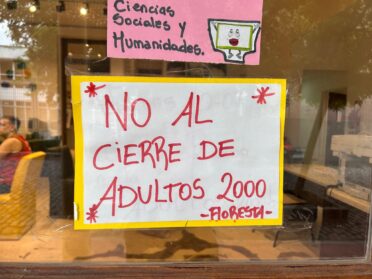 Ciencias
Sociales y
Humanidades.
NO AL
CIERRE DE
ADULTOS 2000
-FLORESTA-